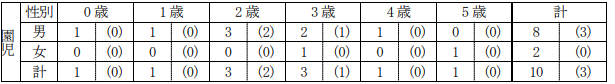 園児 性別 0歳 1歳 2歳 3歳 4歳 5歳 計
男 1 (0) 1 (0) 3 (2) 2 (1) 1 (0) 0 (0) 8 (3)
女 0 (0) 0 (0) 0 (0) 1 (0) 0 (0) 1 (0) 2 (0)
計 1 (0) 1 (0) 3 (2) 3 (1) 1 (0) 1 (0) 10 (3)